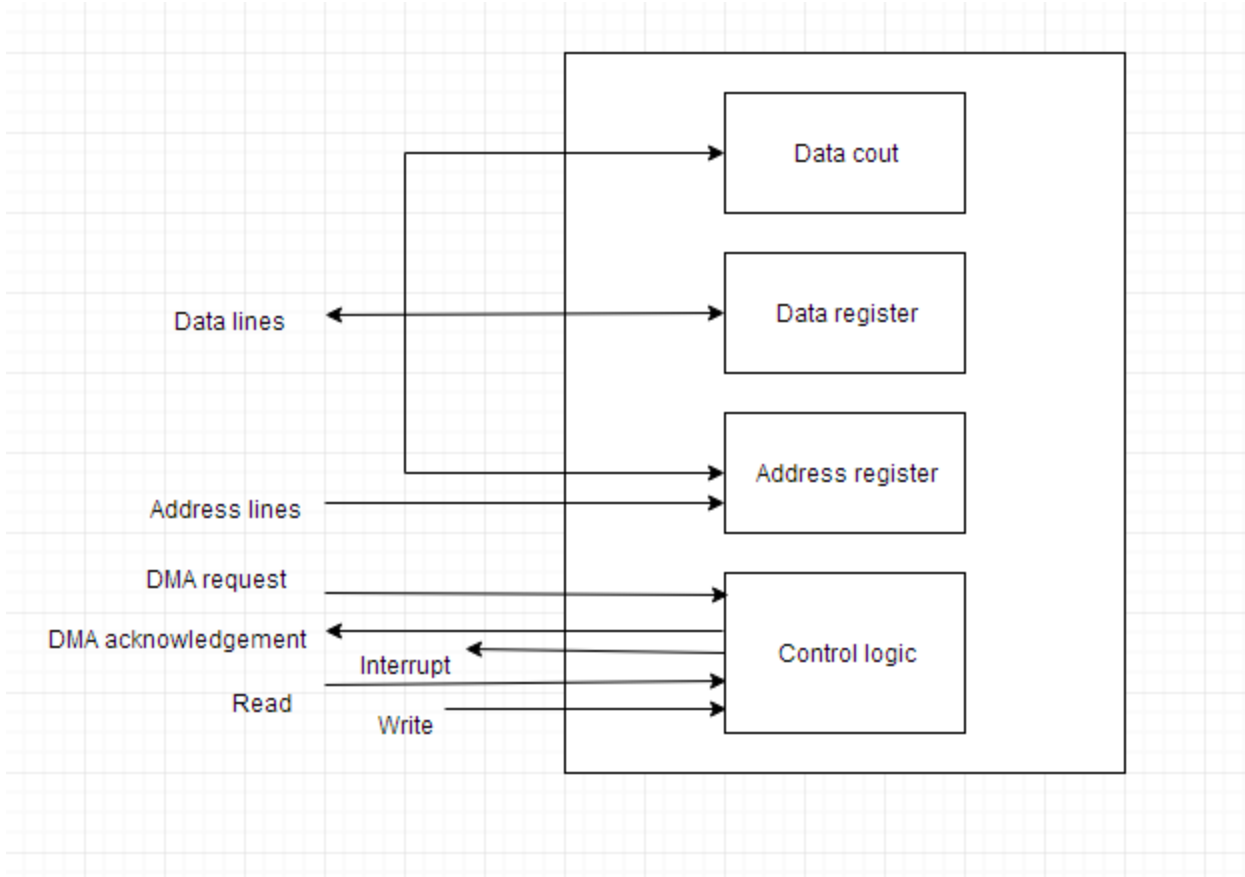 Data cout
Data lines
Data register
Address register
Address lines
DMA request
DMA acknowledgement
Interrupt
Control logic
Read
Write